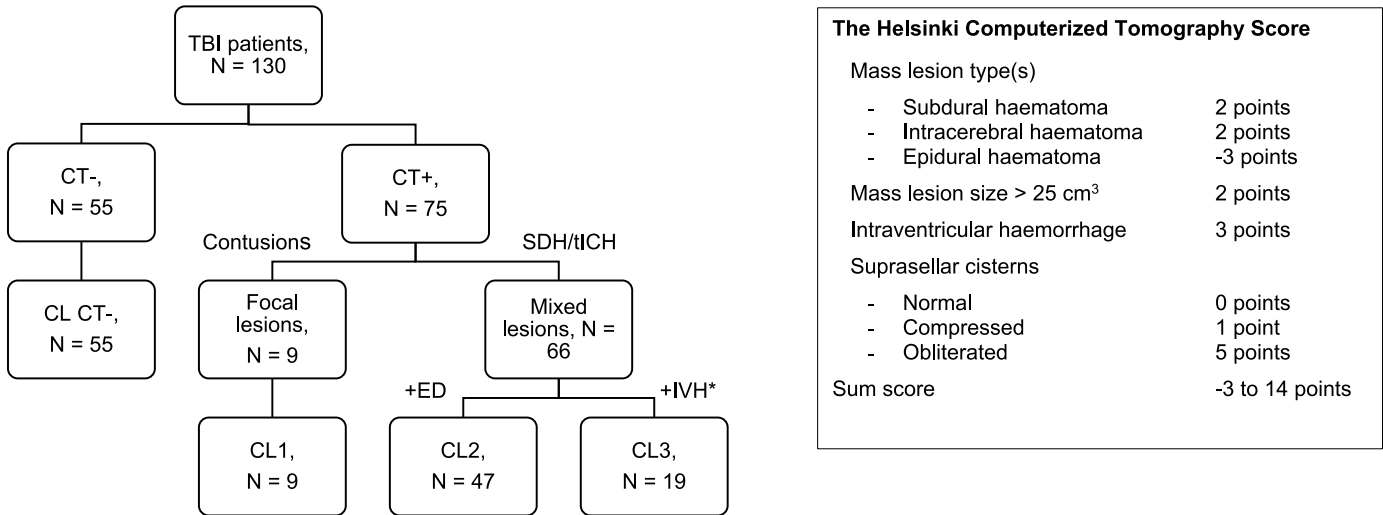 TBI patients,
N = 130
CT-,
N = 55
CT+,
N = 75
Contusions
SDH/tICH
CL CT-,
N = 55
Focal
lesions,
N = 9
Mixed
lesions, N =
66
+ED
+IVH*
CL1,
N = 9
CL2,
N = 47
CL3,
N = 19
The Helsinki Computerized Tomography Score
Mass lesion type(s)
- Subdural haematoma 2 points
- Intracerebral haematoma 2 points
- Epidural haematoma -3 points
Mass lesion size > 25 cm³ 2 points
Intraventricular haemorrhage 3 points
Suprasellar cisterns
- Normal 0 points
- Compressed 1 point
- Obliterated 5 points
Sum score -3 to 14 points